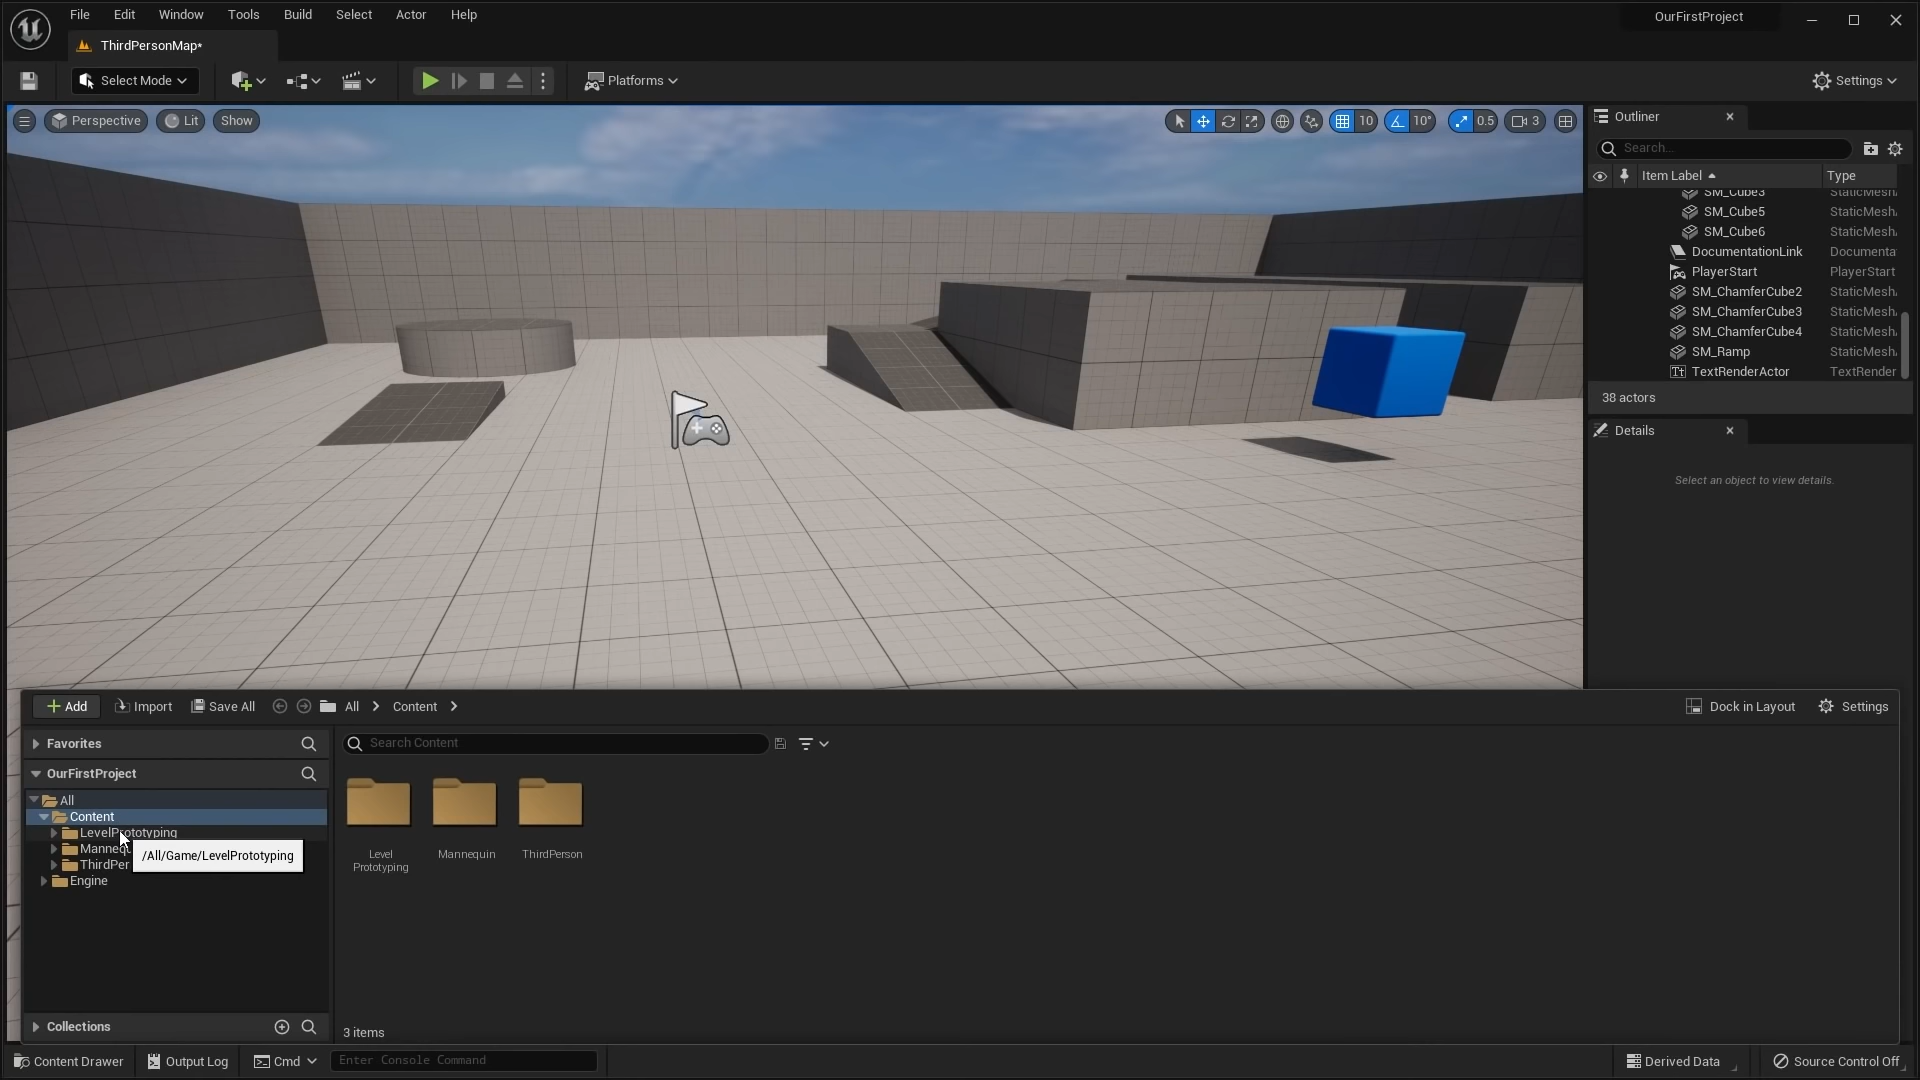 File Edit Window Tools Build Select Actor Help
OurFirstProject
ThirdPersonMap*
Select Mode
Platforms
Settings
Perspective
Lit
Show
10
10°
0.5
3
Outliner
Search...
Item Label
Type
SM_Cube3 StaticMesh
SM_Cube5 StaticMesh
SM_Cube6 StaticMesh
DocumentationLink Documenta
PlayerStart PlayerStart
SM_ChamferCube2 StaticMesh
SM_ChamferCube3 StaticMesh
SM_ChamferCube4 StaticMesh
SM_Ramp StaticMesh
Tt TextRenderActor TextRender
38 actors
Details
Select an object to view details.
Add
Import
Save All
All
Content
Dock in Layout
Settings
Favorites
OurFirstProject
All
Content
LevelPrototyping
Mannequ
ThirdPer
Engine
/All/Game/LevelPrototyping
Search Content
Level
Prototyping
Mannequin
ThirdPerson
Collections
3 items
Content Drawer
Output Log
Cmd
Enter Console Command
Derived Data
Source Control Off